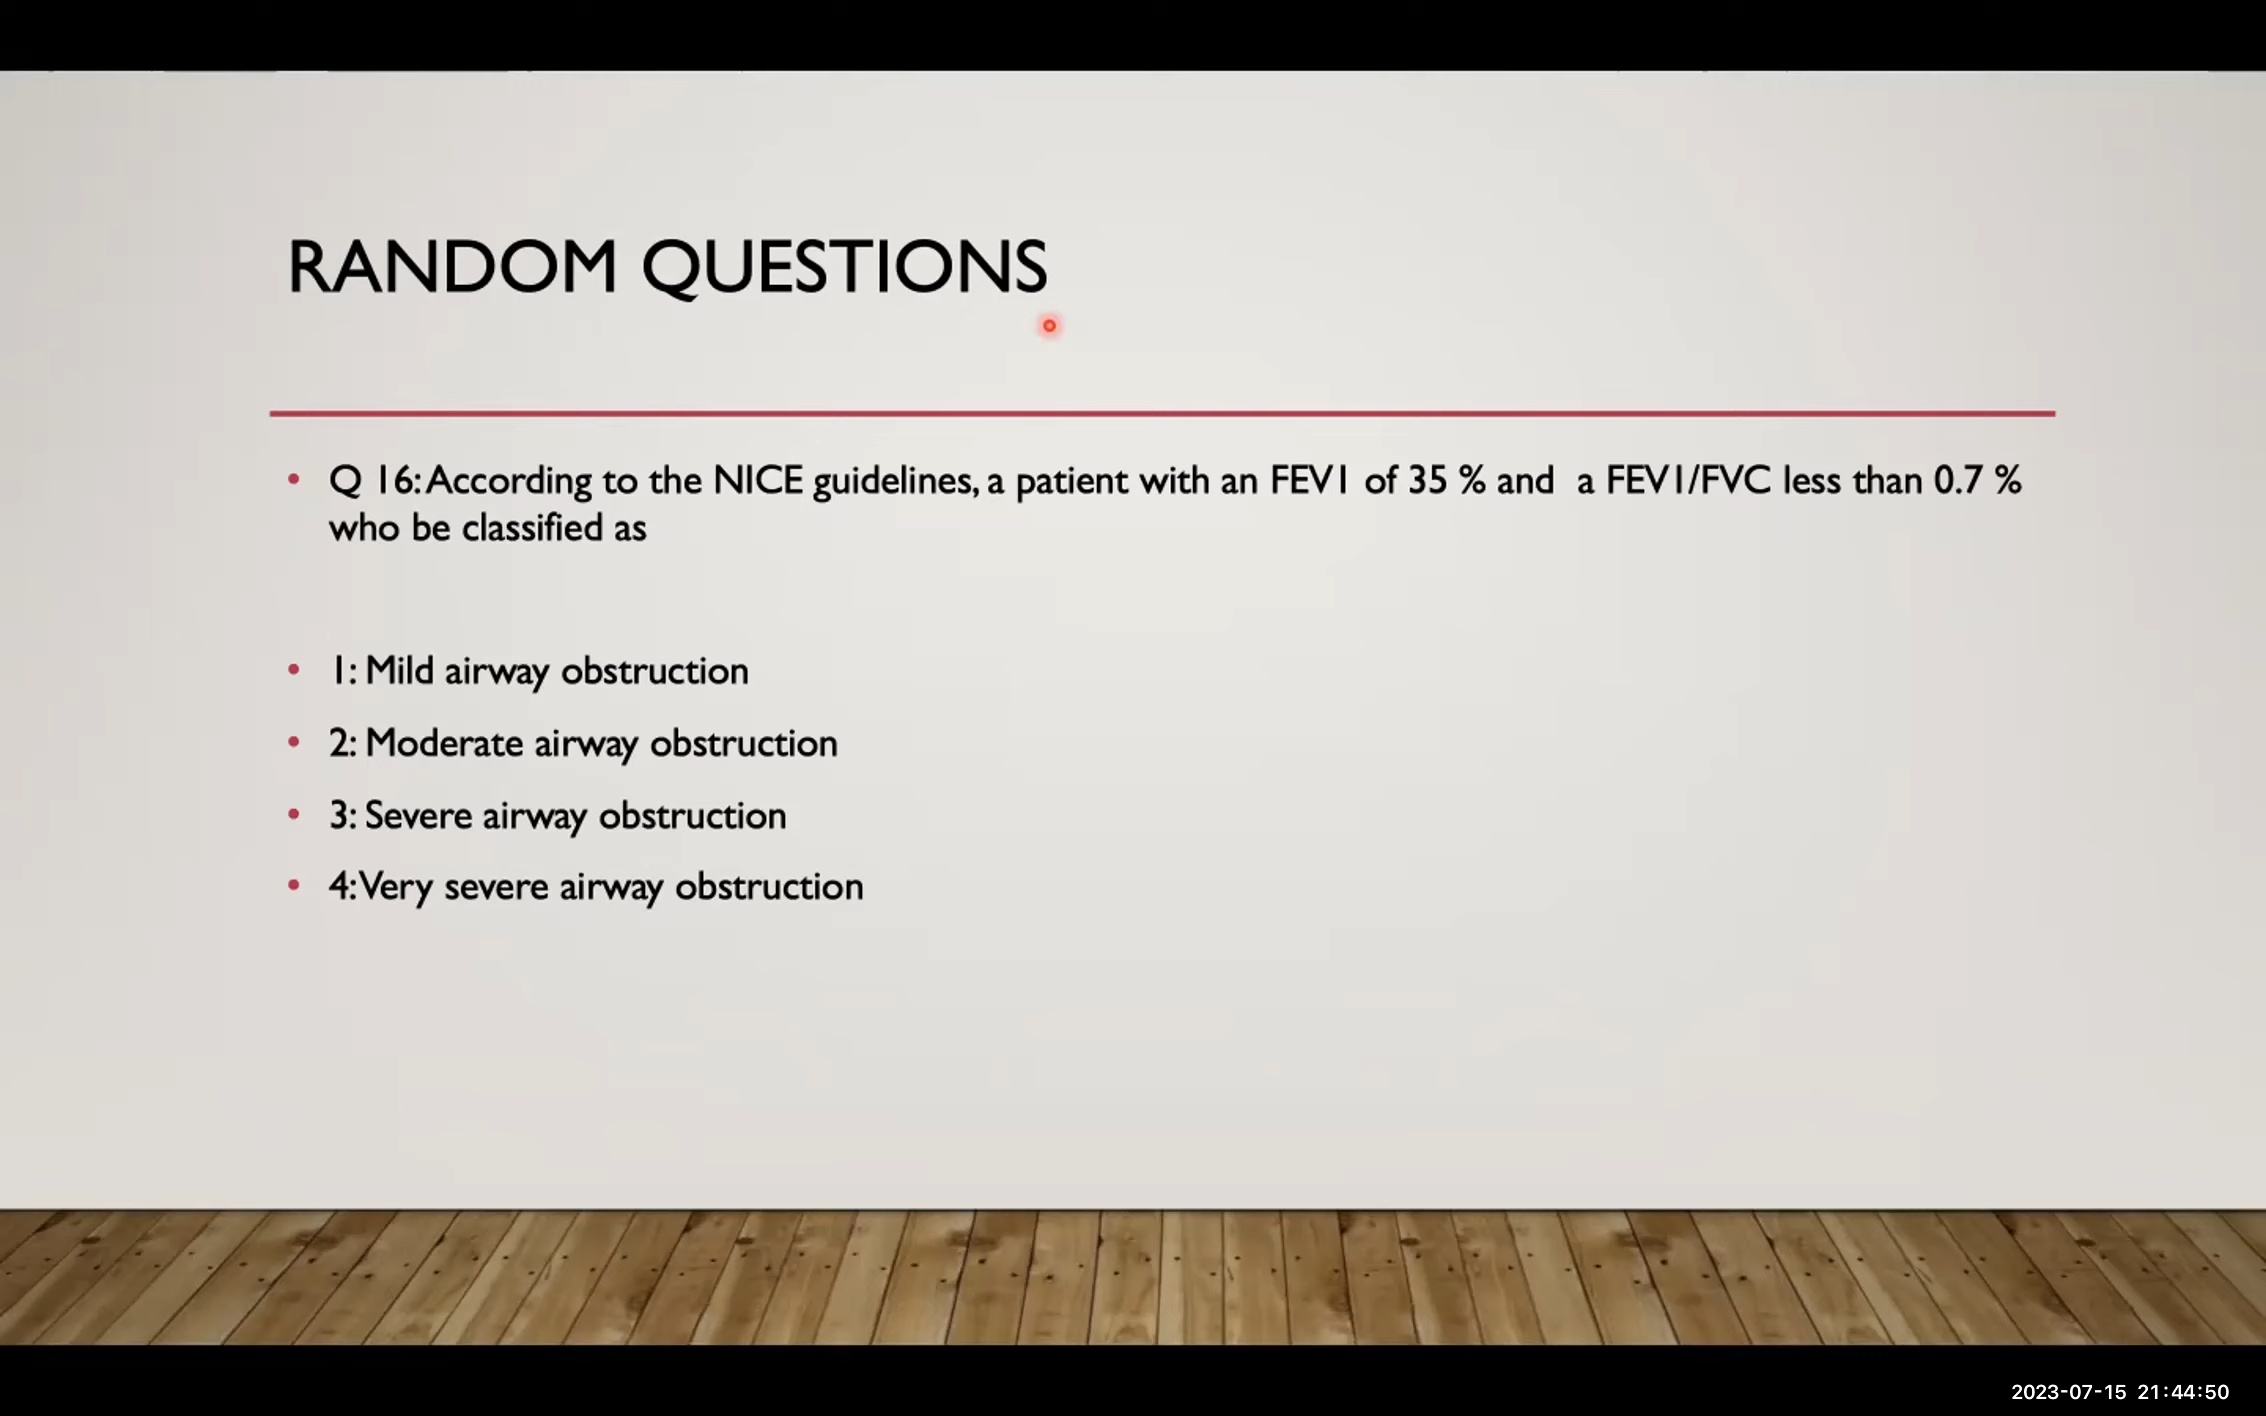 RANDOM QUESTIONS
• Q 16: According to the NICE guidelines, a patient with an FEV1 of 35 % and a FEV1/FVC less than 0.7 %
who be classified as
• 1: Mild airway obstruction
• 2: Moderate airway obstruction
• 3: Severe airway obstruction
• 4: Very severe airway obstruction
2023-07-15 21:44:50